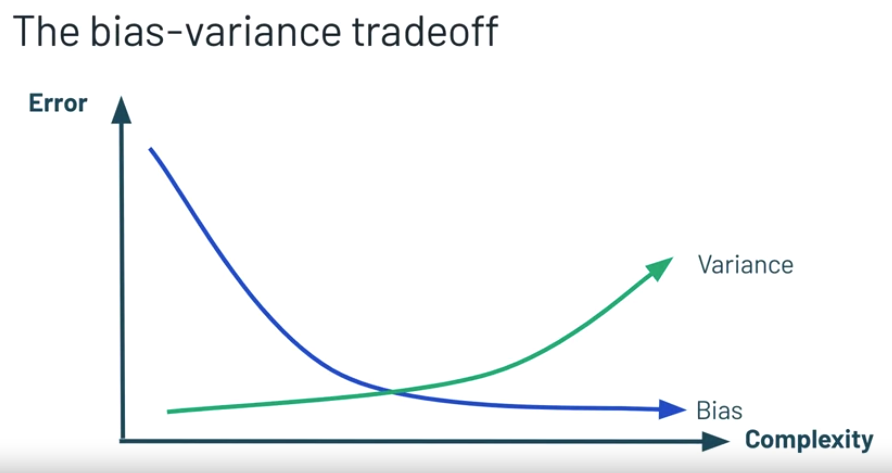 The bias-variance tradeoff
Error
Variance
Bias
Complexity